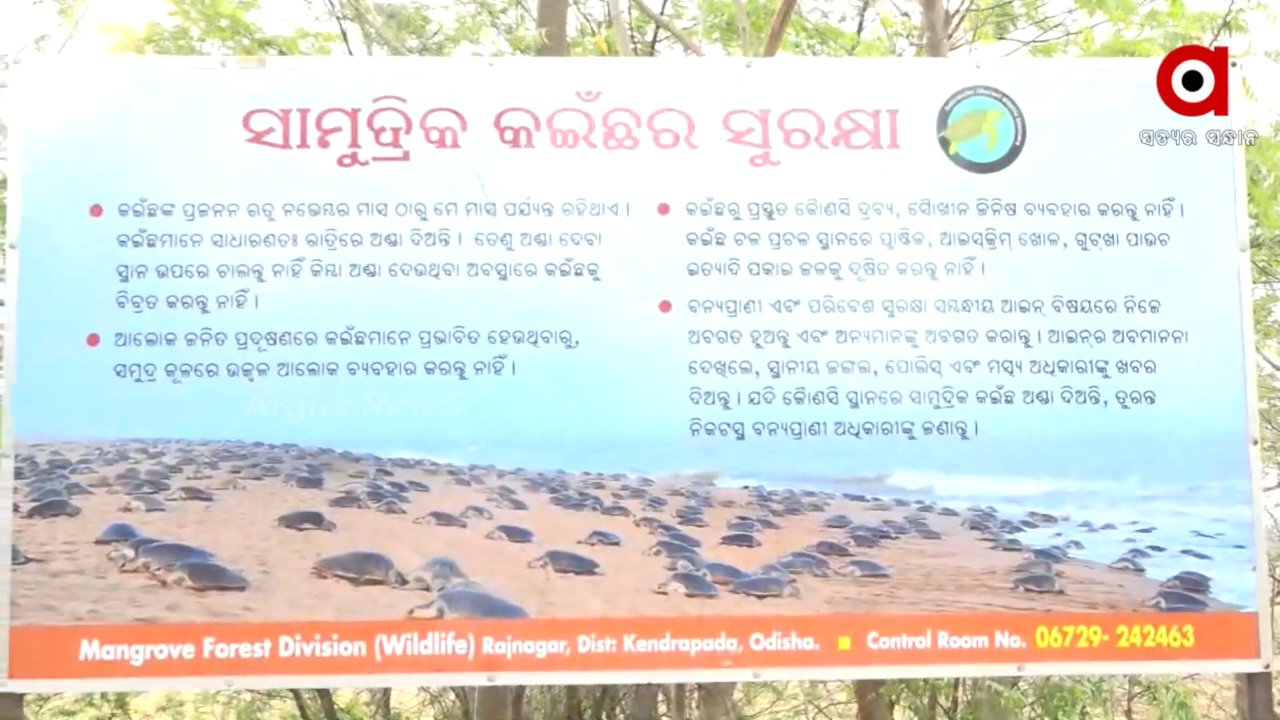 ସାମୁଦ୍ରିକ କଇଁଛର ସୁରକ୍ଷା
ସତ୍ୟର ସନ୍ଧାନ
କଇଁଛଙ୍କ ପ୍ରଜନନ ଋତୁ ନଭେମ୍ବର ମାସ ଠାରୁ ମେ ମାସ ପର୍ଯ୍ୟନ୍ତ ରହିଥାଏ ।
କଇଁଛମାନେ ସାଧାରଣତଃ ରାତ୍ରିରେ ଅଣ୍ଡା ଦିଅନ୍ତି । ତେଣୁ ଅଣ୍ଡା ଦେବା
ସ୍ଥାନ ଉପରେ ଚାଲନ୍ତୁ ନାହିଁ କିମ୍ବା ଅଣ୍ଡା ଦେଉଥିବା ଅବସ୍ଥାରେ କଇଁଛକୁ
ବିବ୍ରତ କରନ୍ତୁ ନାହିଁ ।
ଆଲୋକ ଜନିତ ପ୍ରଦୂଷଣରେ କଇଁଛମାନେ ପ୍ରଭାବିତ ହେଉଥିବାରୁ,
ସମୁଦ୍ର କୂଳରେ ଉଜ୍ଜ୍ୱଳ ଆଲୋକ ବ୍ୟବହାର କରନ୍ତୁ ନାହିଁ ।
କଇଁଛରୁ ପ୍ରସ୍ତୁତ କୌଣସି ଦ୍ରବ୍ୟ, ସୌଖୀନ ଜିନିଷ ବ୍ୟବହାର କରନ୍ତୁ ନାହିଁ ।
କଇଁଛ ଚଳ ପ୍ରଚଳ ସ୍ଥାନରେ ପ୍ଲାଷ୍ଟିକ, ଆଇସ୍କ୍ରିମ୍ ଖୋଳ, ଗୁଟ୍‌ଖା ପାଉଚ
ଇତ୍ୟାଦି ପକାଇ ଜଳକୁ ଦୂଷିତ କରନ୍ତୁ ନାହିଁ ।
ବନ୍ୟପ୍ରାଣୀ ଏବଂ ପରିବେଶ ସୁରକ୍ଷା ସମ୍ବନ୍ଧୀୟ ଆଇନ୍ ବିଷୟରେ ନିଜେ
ଅବଗତ ହୁଅନ୍ତୁ ଏବଂ ଅନ୍ୟମାନଙ୍କୁ ଅବଗତ କରାନ୍ତୁ । ଆଇନ୍‌ର ଅବମାନନା
ଦେଖିଲେ, ସ୍ଥାନୀୟ ଜଙ୍ଗଲ, ପୋଲିସ୍ ଏବଂ ମତ୍ସ୍ୟ ଅଧିକାରୀଙ୍କୁ ଖବର
ଦିଅନ୍ତୁ । ଯଦି କୌଣସି ସ୍ଥାନରେ ସାମୁଦ୍ରିକ କଇଁଛ ଅଣ୍ଡା ଦିଅନ୍ତି, ତୁରନ୍ତ
ନିକଟସ୍ଥ ବନ୍ୟପ୍ରାଣୀ ଅଧିକାରୀଙ୍କୁ ଜଣାନ୍ତୁ ।
Mangrove Forest Division (Wildlife) Rajnagar, Dist: Kendrapada, Odisha. Control Room No. 06729- 242463